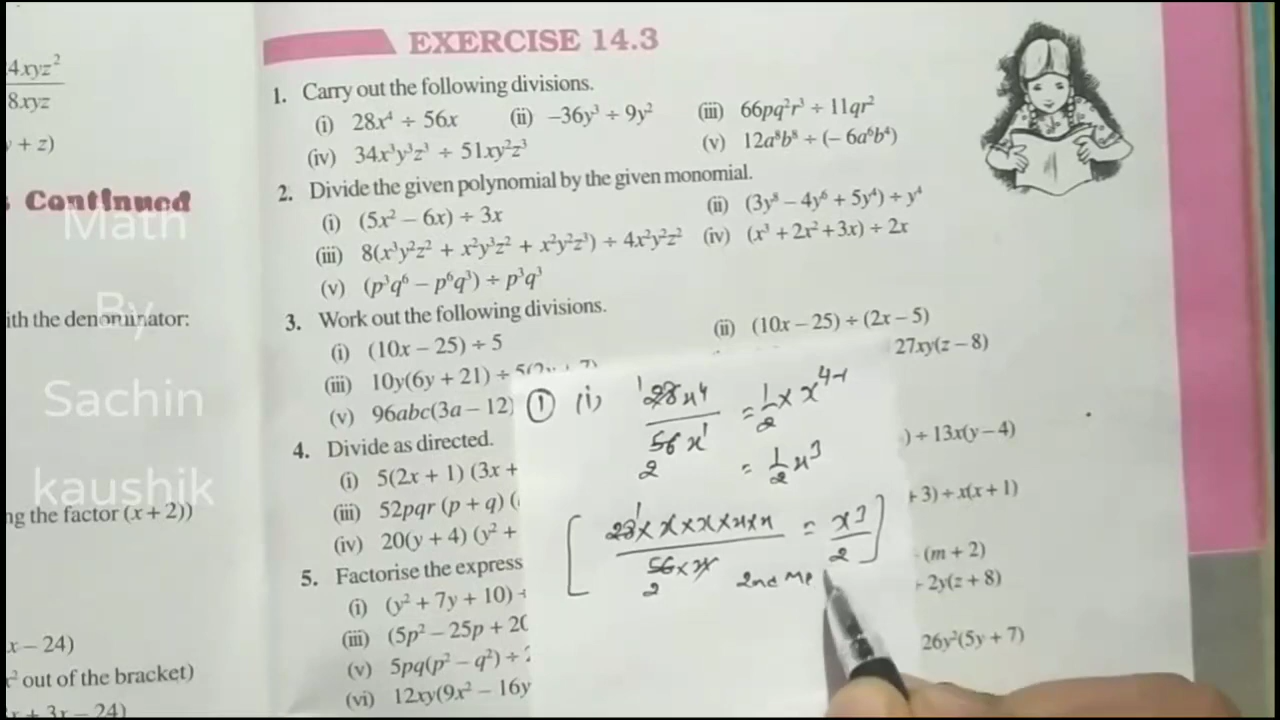 4xyz²
8xyz
+ z)
Continued
ith the denominator:
ng the factor (x + 2))
x – 24)
out of the bracket)
+ 3x – 24)
Math
By
Sachin
kaushik
EXERCISE 14.3
1. Carry out the following divisions.
(i) 28x⁴ ÷ 56x (ii) –36y³ ÷ 9y² (iii) 66pq²r³ ÷ 11qr²
(iv) 34x³y³z³ ÷ 51xy²z³ (v) 12a⁸b⁸ ÷ (– 6a⁶b⁴)
2. Divide the given polynomial by the given monomial.
(i) (5x² – 6x) ÷ 3x (ii) (3y⁸ – 4y⁶ + 5y⁴) ÷ y⁴
(iii) 8(x³y²z² + x²y³z² + x²y²z³) ÷ 4x²y²z² (iv) (x³ + 2x² + 3x) ÷ 2x
(v) (p³q⁶ – p⁶q³) ÷ p³q³
3. Work out the following divisions.
(i) (10x – 25) ÷ 5 (ii) (10x – 25) ÷ (2x – 5)
(iii) 10y(6y + 21) ÷ 27xy(z – 8)
(v) 96abc(3a – 12)
4. Divide as directed.
(i) 5(2x + 1) (3x + ) ÷ 13x(y – 4)
(iii) 52pqr (p + q) ( + 3) ÷ x(x + 1)
(iv) 20(y + 4) (y² +
5. Factorise the express (m + 2)
(i) (y² + 7y + 10) ÷ 2y(z + 8)
(iii) (5p² – 25p + 20 26y²(5y + 7)
(v) 5pq(p² – q²) ÷
(vi) 12xy(9x² – 16y
① (i) 28x⁴ / 56x¹ = 1/2 × x⁴⁻¹
1 2
= 1/2 x³
[ 28 × x × x × x × x / 56 × x = x³/2 ]
1 2
2nd Me